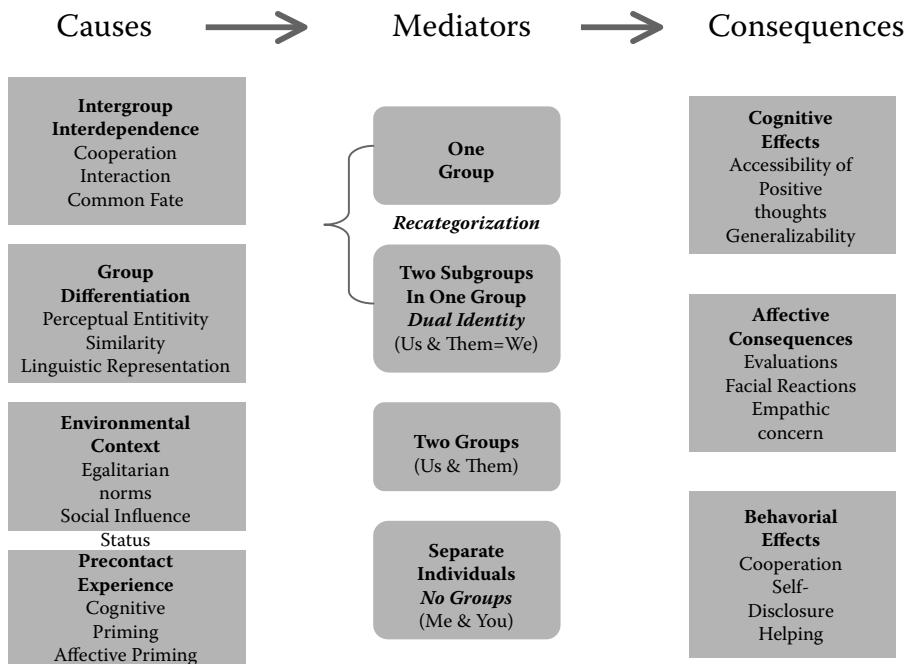 Causes
Mediators
Consequences
Intergroup
Interdependence
Cooperation
Interaction
Common Fate
Group
Differentiation
Perceptual Entitivity
Similarity
Linguistic Representation
Environmental
Context
Egalitarian
norms
Social Influence
Status
Precontact
Experience
Cognitive
Priming
Affective Priming
One
Group
Recategorization
Two Subgroups
In One Group
Dual Identity
(Us & Them=We)
Two Groups
(Us & Them)
Separate
Individuals
No Groups
(Me & You)
Cognitive
Effects
Accessibility of
Positive
thoughts
Generalizability
Affective
Consequences
Evaluations
Facial Reactions
Empathic
concern
Behavorial
Effects
Cooperation
Self-
Disclosure
Helping